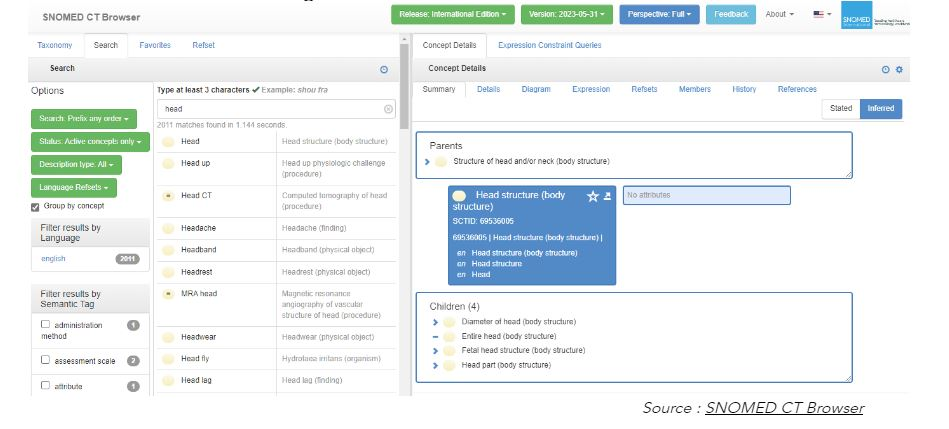 SNOMED CT Browser
Release: International Edition
Version: 2023-05-31
Perspective: Full
Feedback
About
SNOMED International
Taxonomy
Search
Favorites
Refset
Search
Options
Search: Prefix any order
Status: Active concepts only
Description type: All
Language Refsets
Group by concept
Filter results by
Language
english 2011
Filter results by
Semantic Tag
administration 1
method
assessment scale 2
attribute 1
Type at least 3 characters ✔ Example: shou fra
head
2011 matches found in 1.144 seconds.
Head Head structure (body structure)
Head up Head up physiologic challenge
(procedure)
Head CT Computed tomography of head
(procedure)
Headache Headache (finding)
Headband Headband (physical object)
Headrest Headrest (physical object)
MRA head Magnetic resonance
angiography of vascular
structure of head (procedure)
Headwear Headwear (physical object)
Head fly Hydrotaea irritans (organism)
Head lag Head lag (finding)
Concept Details
Expression Constraint Queries
Concept Details
Summary
Details
Diagram
Expression
Refsets
Members
History
References
Stated
Inferred
Parents
Structure of head and/or neck (body structure)
Head structure (body
structure)
SCTID: 69536005
69536005 | Head structure (body structure) |
en Head structure (body structure)
en Head structure
en Head
No attributes
Children (4)
Diameter of head (body structure)
Entire head (body structure)
Fetal head structure (body structure)
Head part (body structure)
Source : SNOMED CT Browser